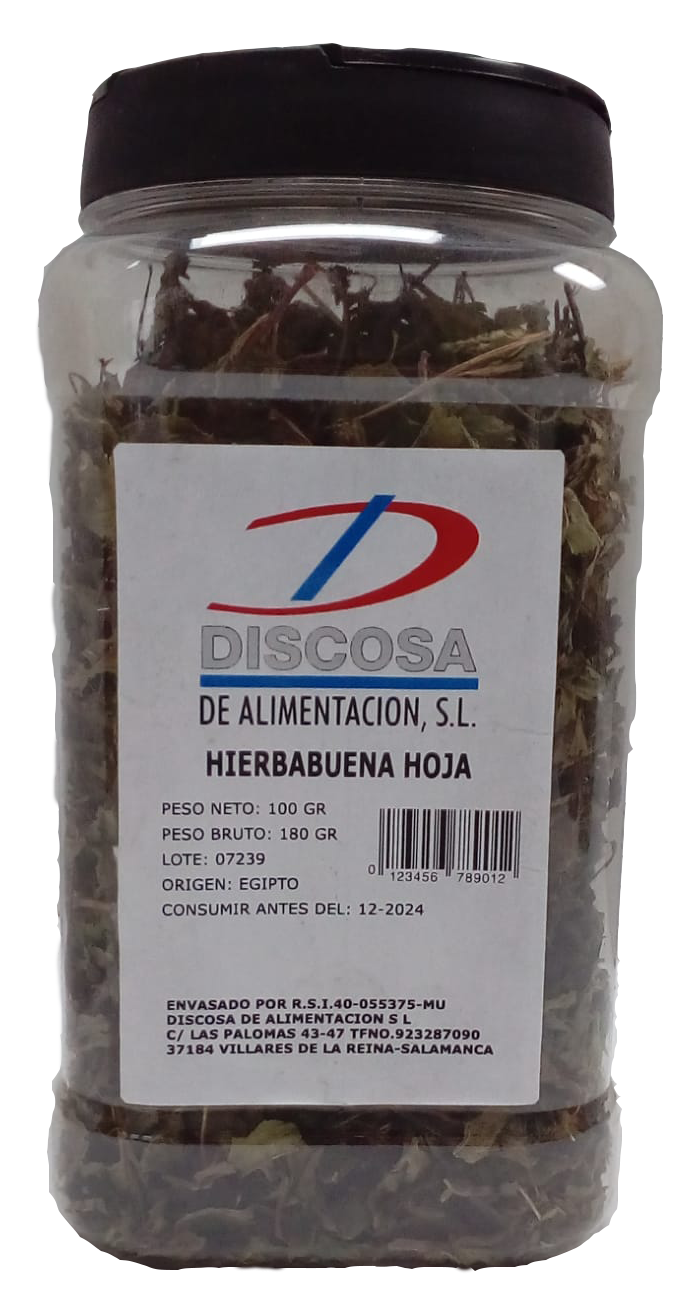 DISCOSA
DE ALIMENTACION, S.L.
HIERBABUENA HOJA
PESO NETO: 100 GR
PESO BRUTO: 180 GR
LOTE: 07239
ORIGEN: EGIPTO
CONSUMIR ANTES DEL: 12-2024
0 123456 789012
ENVASADO POR R.S.I.40-055375-MU
DISCOSA DE ALIMENTACION S L
C/ LAS PALOMAS 43-47 TFNO.923287090
37184 VILLARES DE LA REINA-SALAMANCA